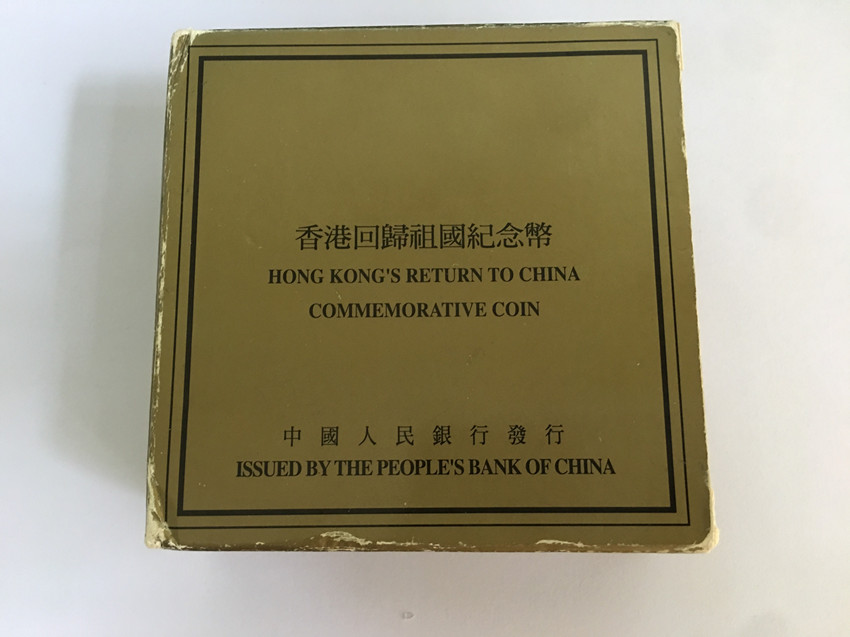 香港回歸祖國紀念幣
HONG KONG'S RETURN TO CHINA
COMMEMORATIVE COIN
中國人民銀行發行
ISSUED BY THE PEOPLE'S BANK OF CHINA